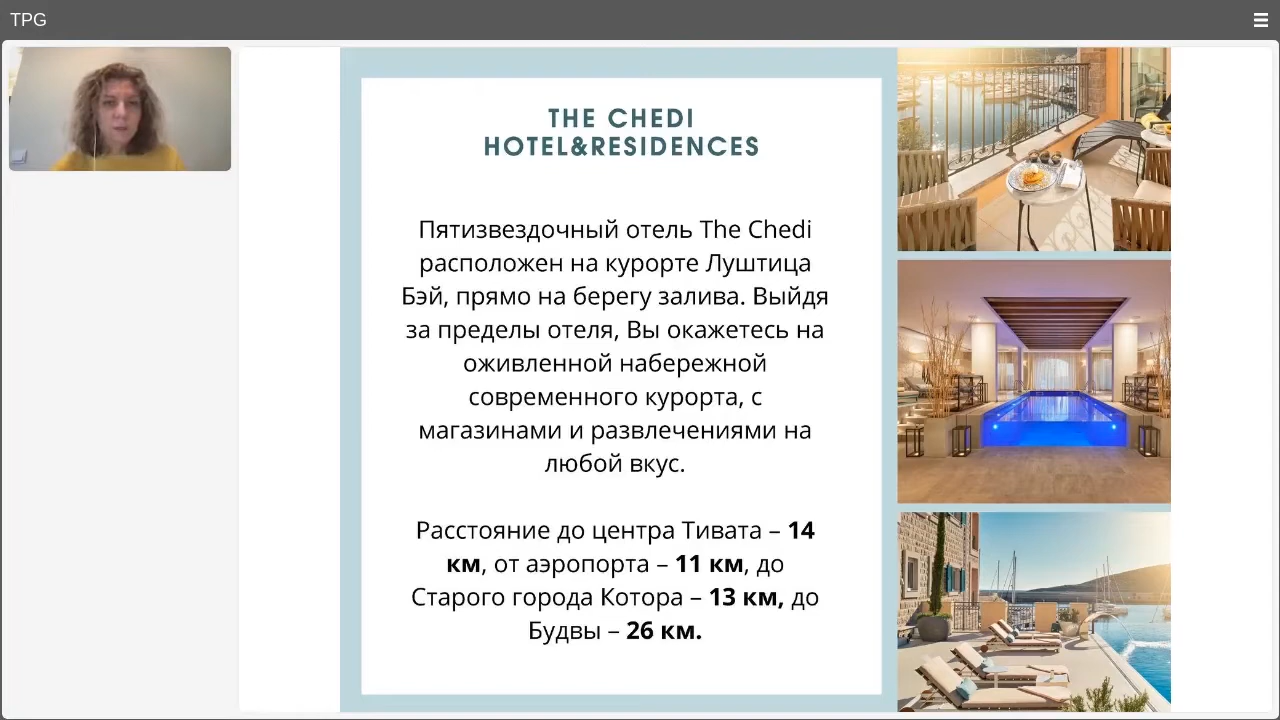 TPG
THE CHEDI
HOTEL&RESIDENCES
Пятизвездочный отель The Chedi
расположен на курорте Луштица
Бэй, прямо на берегу залива. Выйдя
за пределы отеля, Вы окажетесь на
оживленной набережной
современного курорта, с
магазинами и развлечениями на
любой вкус.
Расстояние до центра Тивата – 14
км, от аэропорта – 11 км, до
Старого города Котора – 13 км, до
Будвы – 26 км.